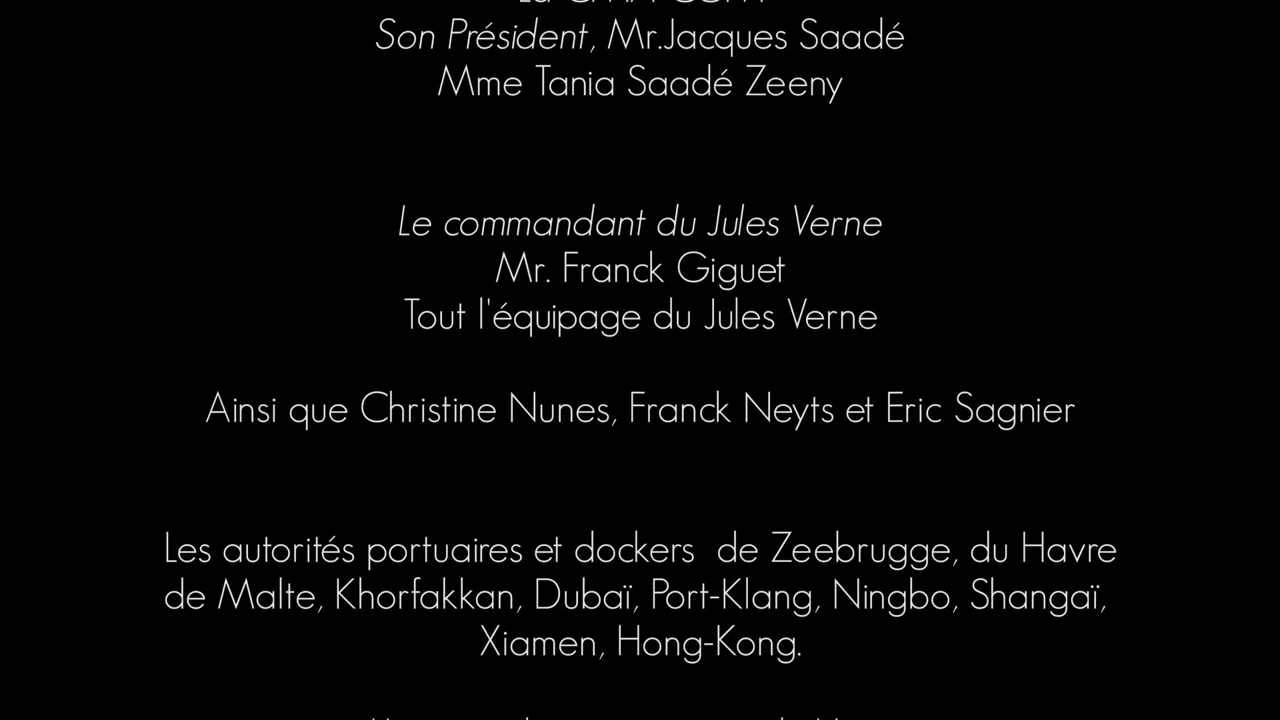 Son Président, Mr.Jacques Saadé
Mme Tania Saadé Zeeny
Le commandant du Jules Verne
Mr. Franck Giguet
Tout l'équipage du Jules Verne
Ainsi que Christine Nunes, Franck Neyts et Eric Sagnier
Les autorités portuaires et dockers de Zeebrugge, du Havre
de Malte, Khorfakkan, Dubaï, Port-Klang, Ningbo, Shangaï,
Xiamen, Hong-Kong.